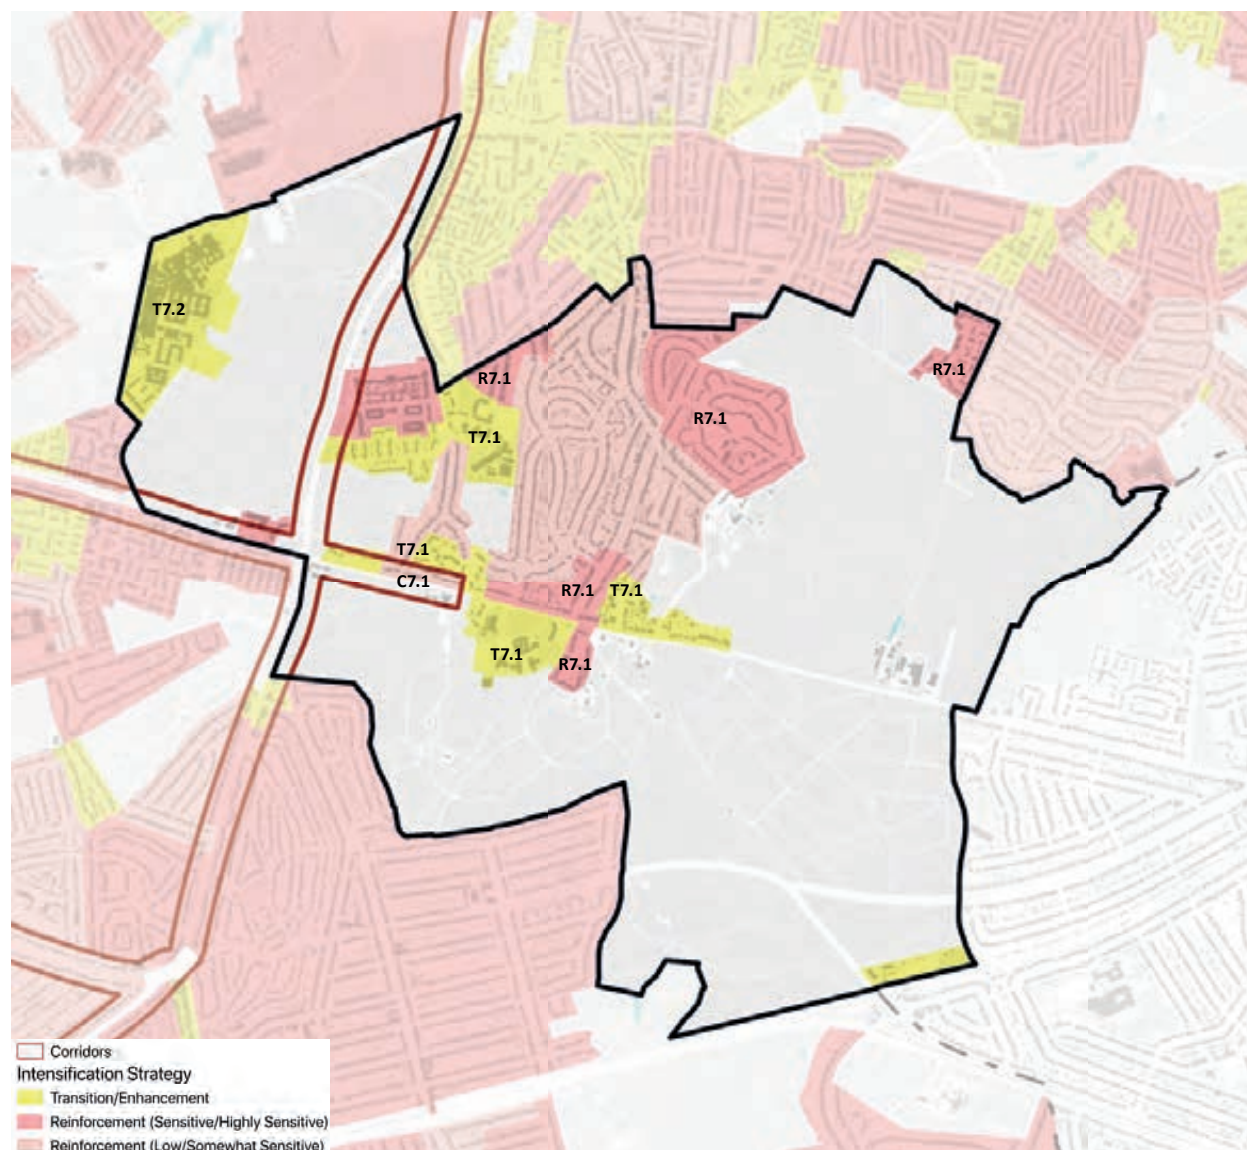 T7.2
R7.1
R7.1
R7.1
T7.1
T7.1
C7.1
R7.1
T7.1
T7.1
R7.1
Corridors
Intensification Strategy
Transition/Enhancement
Reinforcement (Sensitive/Highly Sensitive)
Reinforcement (Low/Somewhat Sensitive)